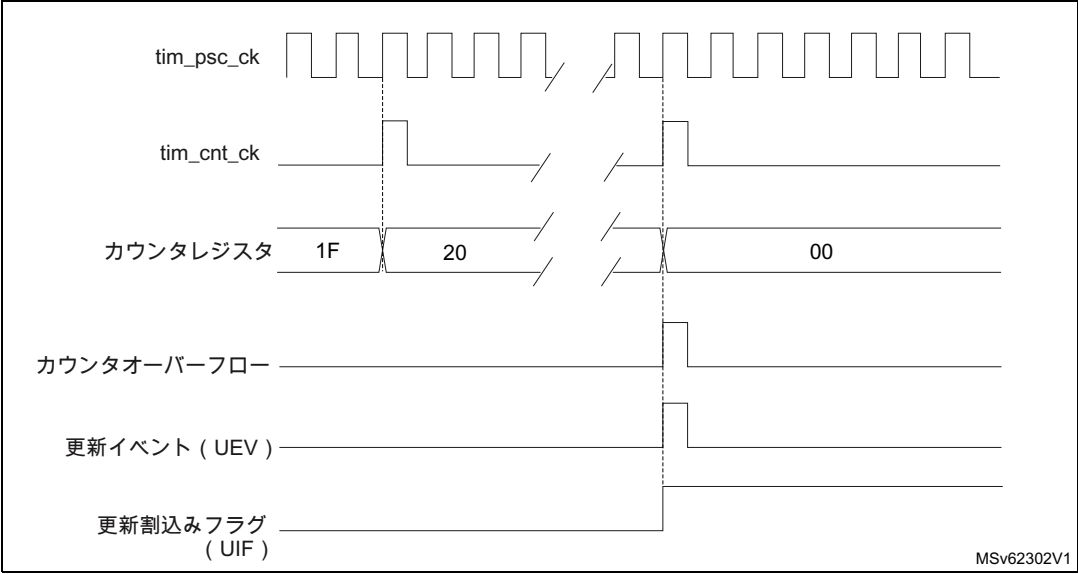 tim_psc_ck
tim_cnt_ck
カウンタレジスタ 1F 20 00
カウンタオーバーフロー
更新イベント ( UEV )
更新割込みフラグ
( UIF )
MSv62302V1